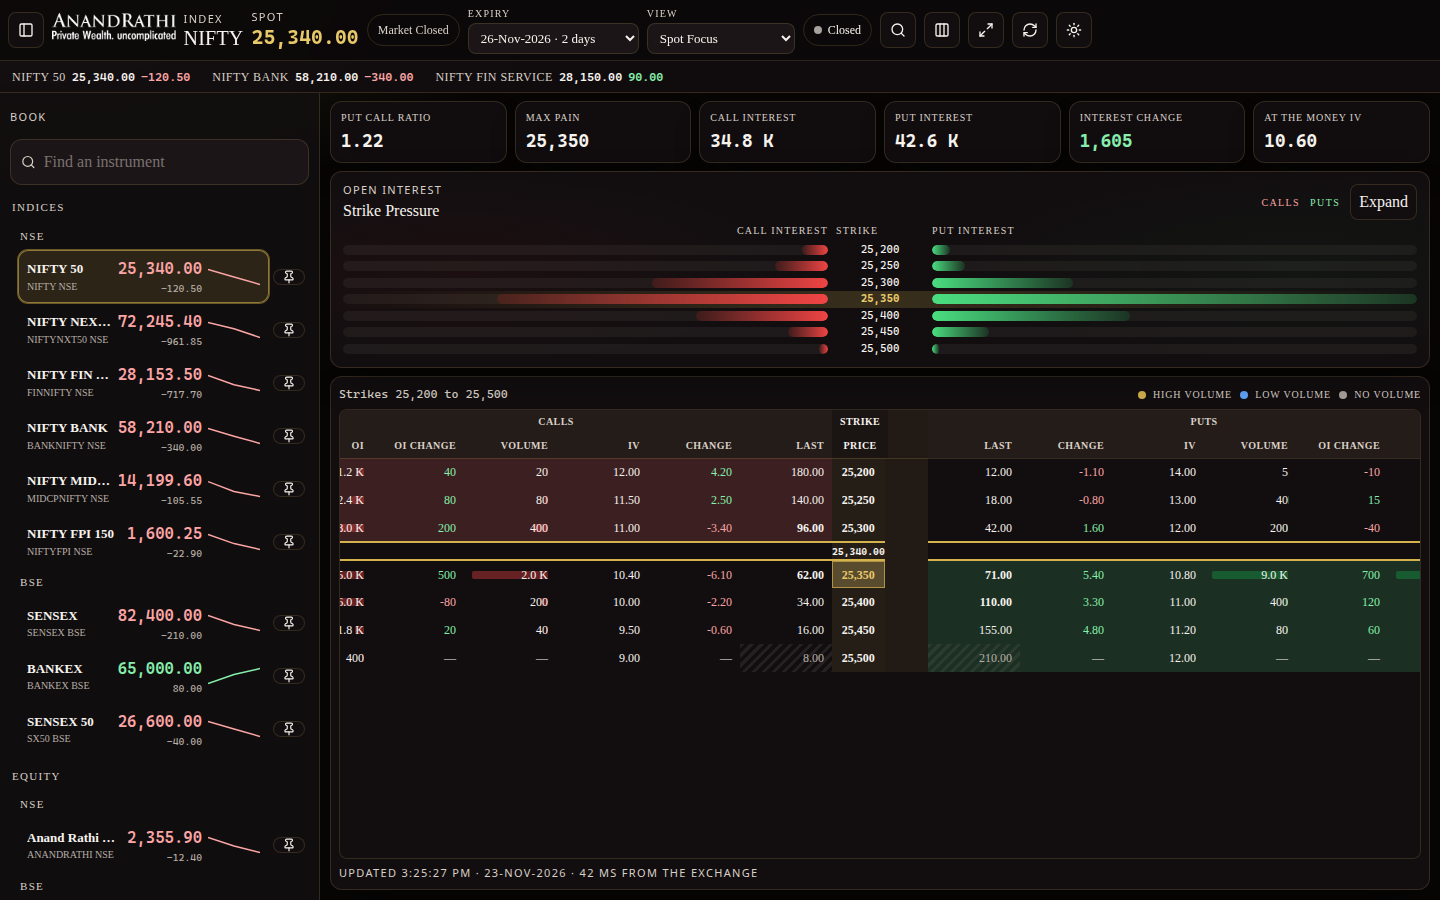 ANANDRATHI
Private Wealth. uncomplicated
INDEX
NIFTY
SPOT
25,340.00
Market Closed
EXPIRY
26-Nov-2026 · 2 days
VIEW
Spot Focus
Closed
NIFTY 50 25,340.00 −120.50 NIFTY BANK 58,210.00 −340.00 NIFTY FIN SERVICE 28,150.00 90.00
BOOK
Find an instrument
INDICES
NSE
NIFTY 50 25,340.00
NIFTY NSE −120.50
NIFTY NEX… 72,245.40
NIFTYNXT50 NSE −961.85
NIFTY FIN … 28,153.50
FINNIFTY NSE −717.70
NIFTY BANK 58,210.00
BANKNIFTY NSE −340.00
NIFTY MID… 14,199.60
MIDCPNIFTY NSE −105.55
NIFTY FPI 150 1,600.25
NIFTYFPI NSE −22.90
BSE
SENSEX 82,400.00
SENSEX BSE −210.00
BANKEX 65,000.00
BANKEX BSE 80.00
SENSEX 50 26,600.00
SX50 BSE −40.00
EQUITY
NSE
Anand Rathi … 2,355.90
ANANDRATHI NSE −12.40
BSE
PUT CALL RATIO
1.22
MAX PAIN
25,350
CALL INTEREST
34.8 K
PUT INTEREST
42.6 K
INTEREST CHANGE
1,605
AT THE MONEY IV
10.60
OPEN INTEREST
Strike Pressure
CALLS PUTS Expand
CALL INTEREST STRIKE PUT INTEREST
25,200
25,250
25,300
25,350
25,400
25,450
25,500
Strikes 25,200 to 25,500
HIGH VOLUME LOW VOLUME NO VOLUME
CALLS STRIKE PUTS
OI OI CHANGE VOLUME IV CHANGE LAST PRICE LAST CHANGE IV VOLUME OI CHANGE
1.2 K 40 20 12.00 4.20 180.00 25,200 12.00 -1.10 14.00 5 -10
2.4 K 80 80 11.50 2.50 140.00 25,250 18.00 -0.80 13.00 40 15
.0 K 200 400 11.00 -3.40 96.00 25,300 42.00 1.60 12.00 200 -40
25,340.00
.0 K 500 2.0 K 10.40 -6.10 62.00 25,350 71.00 5.40 10.80 9.0 K 700
.0 K -80 200 10.00 -2.20 34.00 25,400 110.00 3.30 11.00 400 120
1.8 K 20 40 9.50 -0.60 16.00 25,450 155.00 4.80 11.20 80 60
400 — — 9.00 — 8.00 25,500 210.00 — 12.00 — —
UPDATED 3:25:27 PM · 23-NOV-2026 · 42 MS FROM THE EXCHANGE